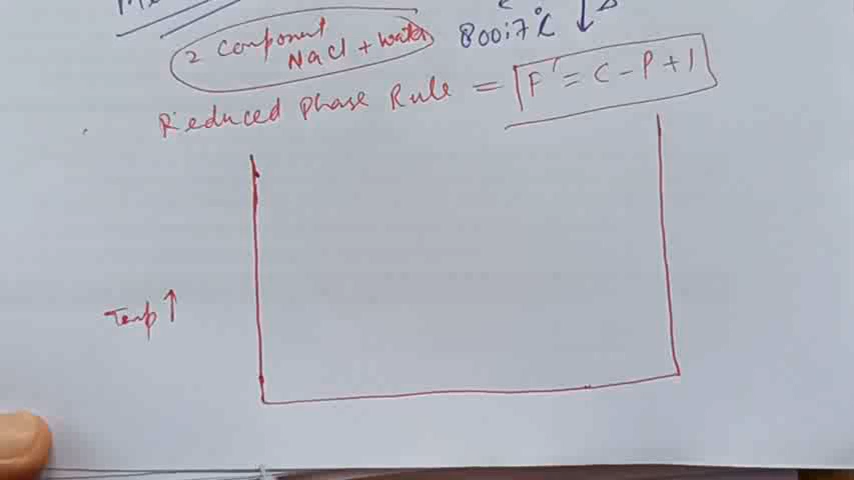 2 component
NaCl + water
800.7°C ↓ Δ
Reduced Phase Rule = F' = C - P + 1
Temp ↑